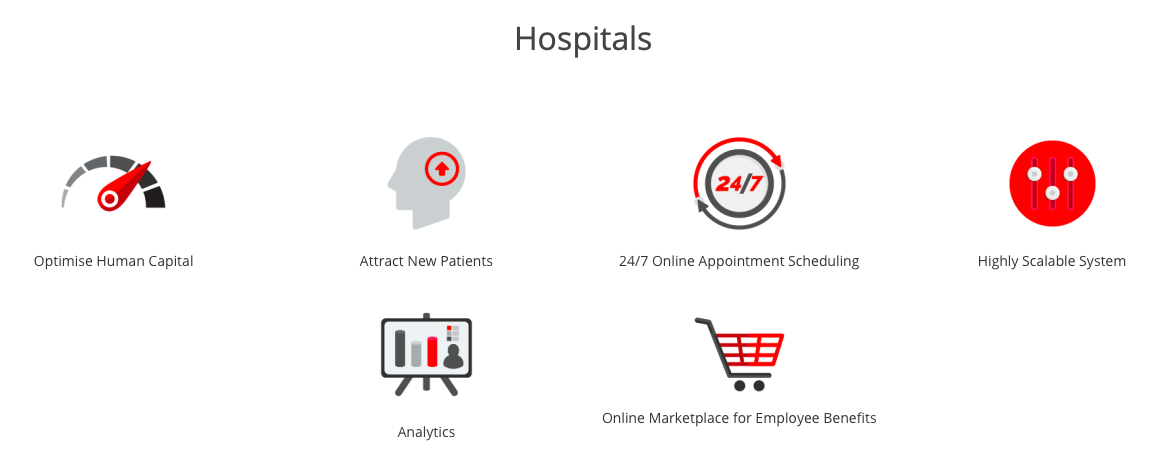 Hospitals
24/7
Optimise Human Capital
Attract New Patients
24/7 Online Appointment Scheduling
Highly Scalable System
Analytics
Online Marketplace for Employee Benefits